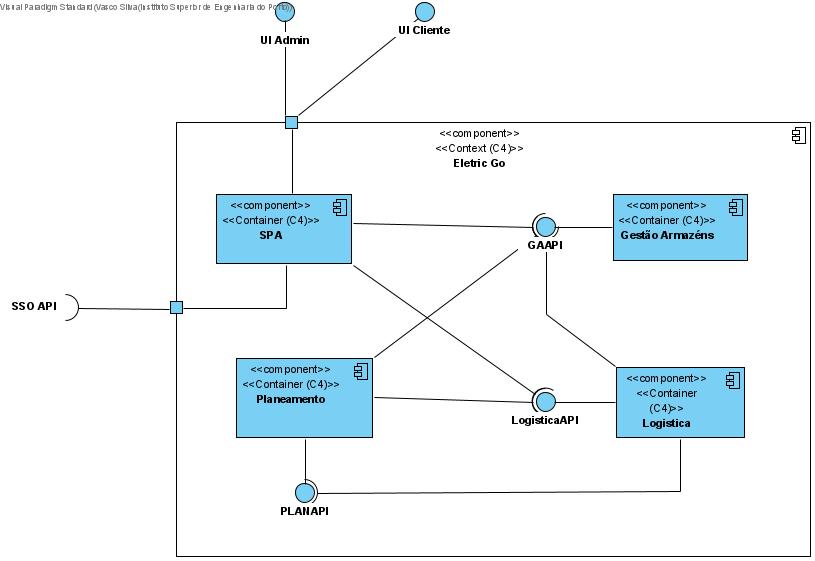 Visual Paradigm Standard (Vasco Silva(Instituto Superior de Engenharia do Porto))
UI Admin
UI Cliente
<<component>>
<<Context (C4)>>
Eletric Go
<<component>>
<<Container (C4)>>
SPA
GAAPI
<<component>>
<<Container (C4)>>
Gestão Armazéns
SSO API
<<component>>
<<Container (C4)>>
Planeamento
LogisticaAPI
<<component>>
<<Container
(C4)>>
Logistica
PLANAPI